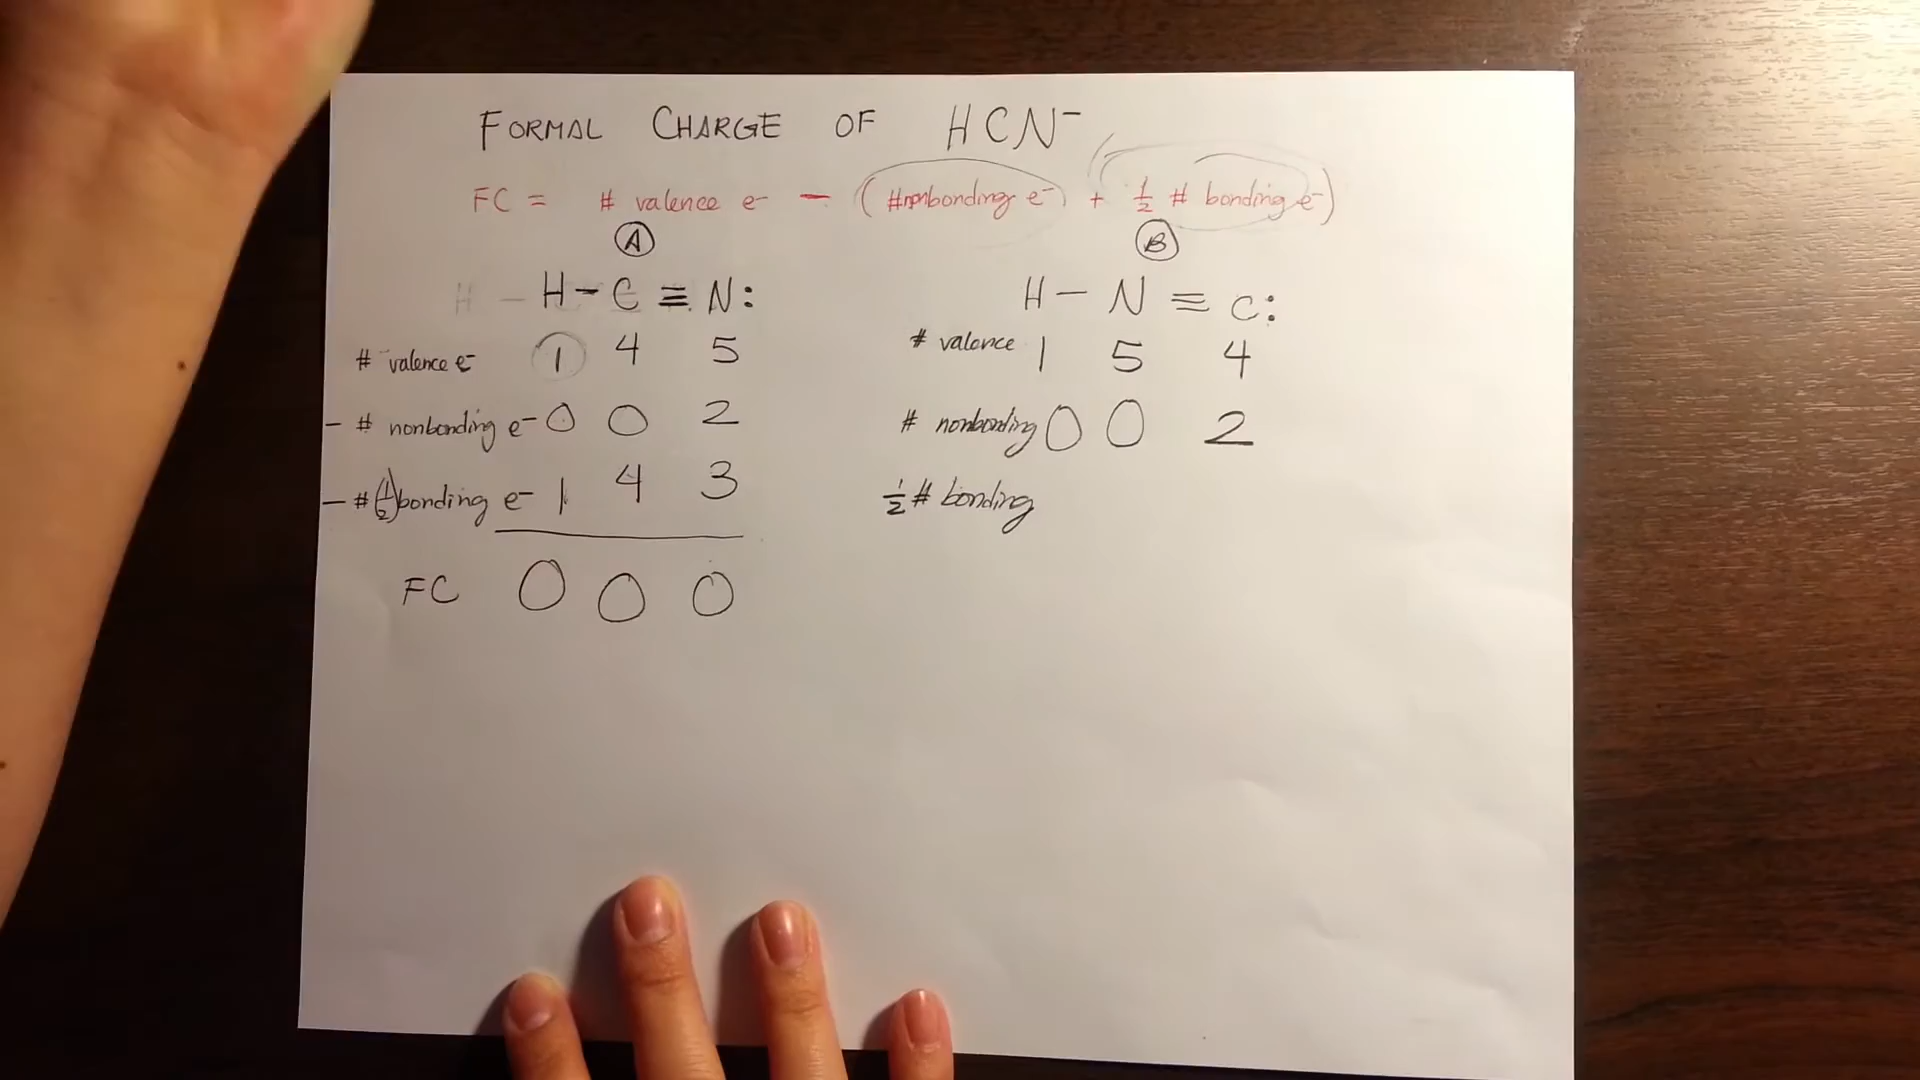 FORMAL CHARGE OF HCN⁻
FC = # valence e- — (#nonbonding e- + 1/2 # bonding e-)
A
H-C≡N:
# valence e- 1 4 5
- # nonbonding e- 0 0 2
- # (1/2) bonding e- 1 4 3
FC 0 0 0
B
H-N≡C:
# valence 1 5 4
# nonbonding 0 0 2
1/2 # bonding